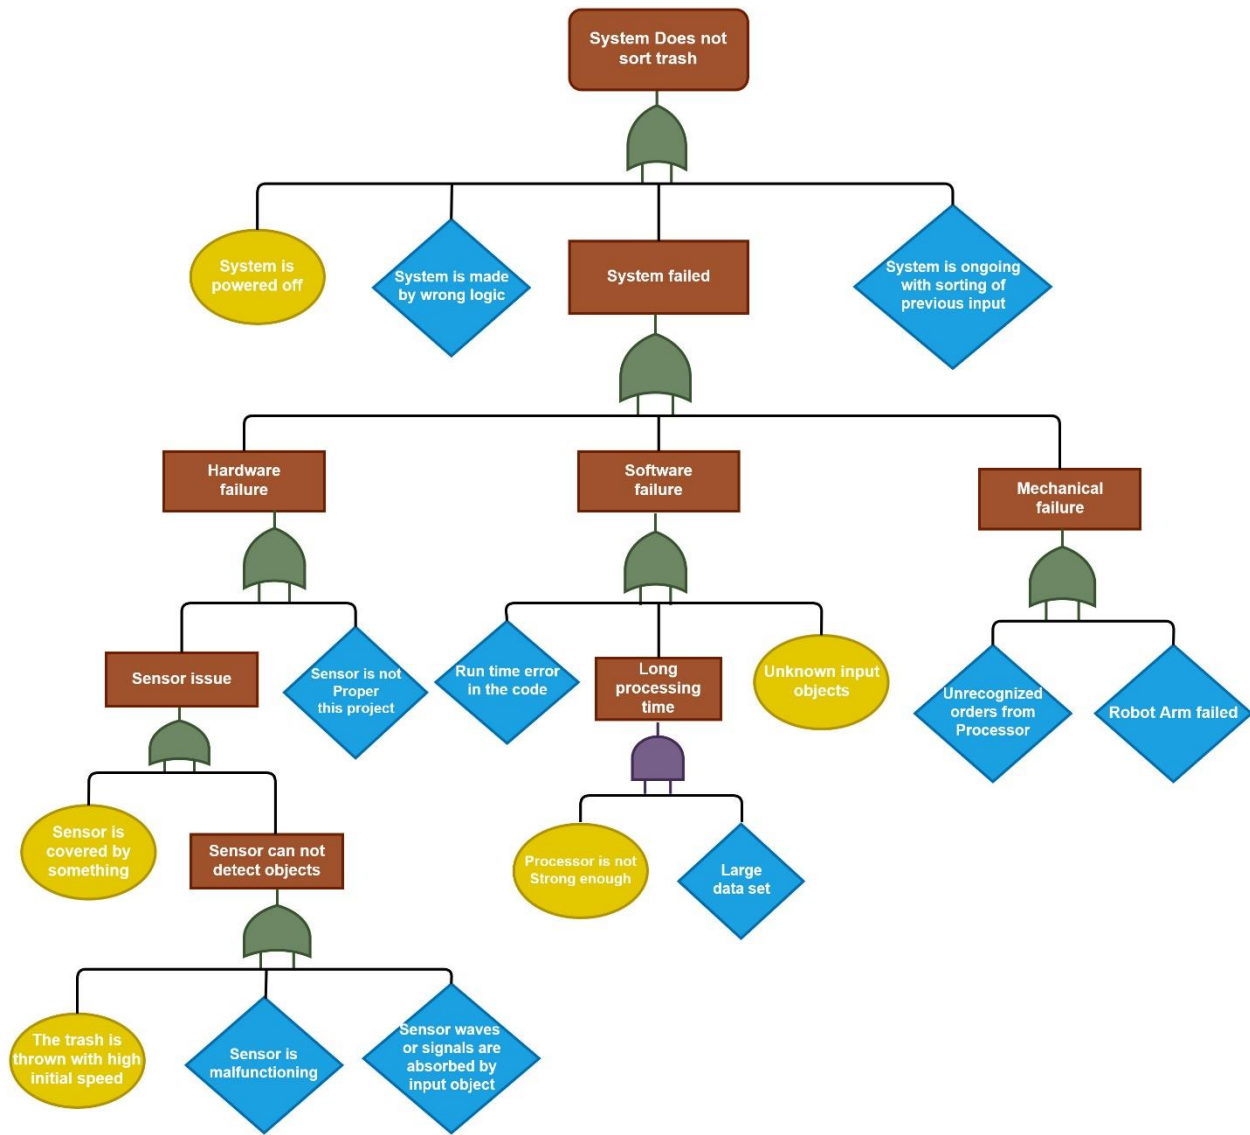 System Does not
sort trash
System is
powered off
System is made
by wrong logic
System failed
System is ongoing
with sorting of
previous input
Hardware
failure
Software
failure
Mechanical
failure
Sensor issue
Sensor is not
Proper
this project
Run time error
in the code
Long
processing
time
Unknown input
objects
Unrecognized
orders from
Processor
Robot Arm failed
Sensor is
covered by
something
Sensor can not
detect objects
Processor is not
Strong enough
Large
data set
The trash is
thrown with high
initial speed
Sensor is
malfunctioning
Sensor waves
or signals are
absorbed by
input object